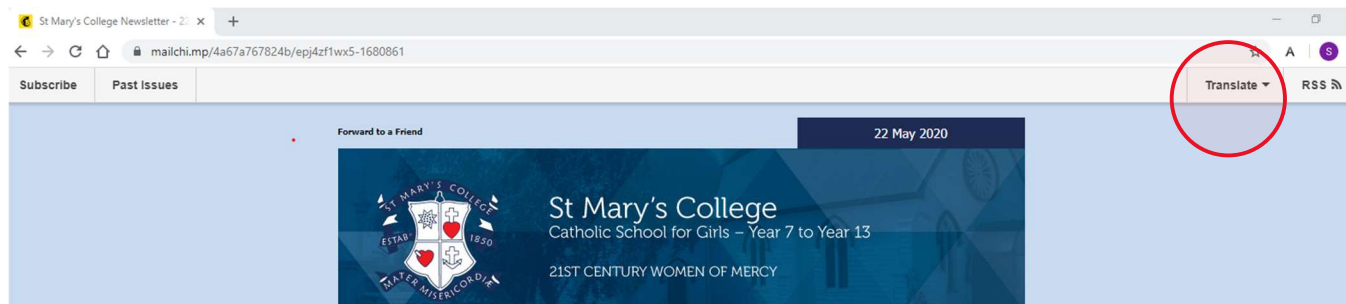 St Mary's College Newsletter - 22
mailchi.mp/4a67a767824b/epj4zf1wx5-1680861
A S
Subscribe Past Issues Translate RSS
Forward to a Friend 22 May 2020
ST MARY'S COLLEGE
ESTAB 1850
MATER MISERICORDIA
St Mary's College
Catholic School for Girls – Year 7 to Year 13
21ST CENTURY WOMEN OF MERCY